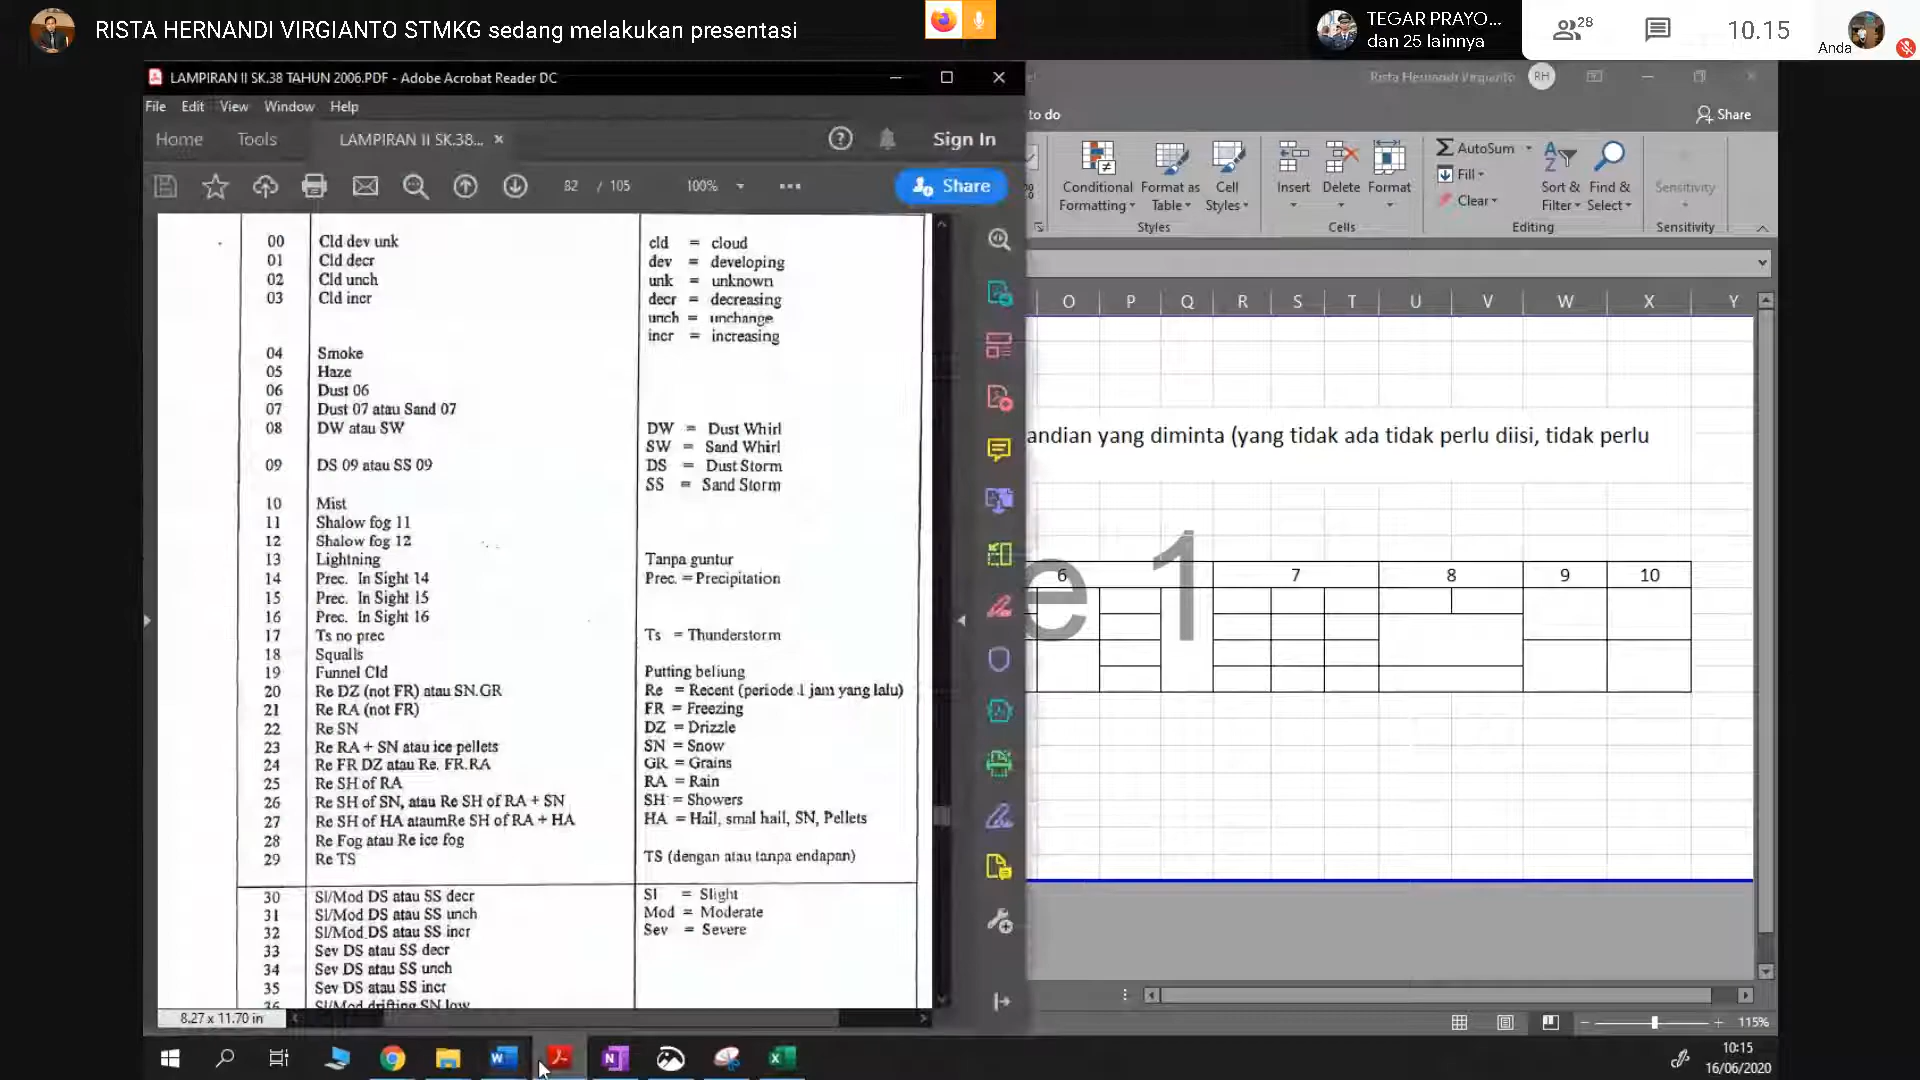 RISTA HERNANDI VIRGIANTO STMKG sedang melakukan presentasi
TEGAR PRAYO...
dan 25 lainnya
28
10.15
Anda
LAMPIRAN II SK.38 TAHUN 2006.PDF - Adobe Acrobat Reader DC
File Edit View Window Help
Home Tools LAMPIRAN II SK.38... × Sign In
82 / 105 100% Share
00 Cld dev unk cld = cloud
01 Cld decr dev = developing
02 Cld unch unk = unknown
03 Cld incr decr = decreasing
unch = unchange
incr = increasing
04 Smoke
05 Haze
06 Dust 06
07 Dust 07 atau Sand 07
08 DW atau SW DW = Dust Whirl
SW = Sand Whirl
09 DS 09 atau SS 09 DS = Dust Storm
SS = Sand Storm
10 Mist
11 Shalow fog 11
12 Shalow fog 12
13 Lightning Tanpa guntur
14 Prec. In Sight 14 Prec. = Precipitation
15 Prec. In Sight 15
16 Prec. In Sight 16
17 Ts no prec Ts = Thunderstorm
18 Squalls
19 Funnel Cld Putting beliung
20 Re DZ (not FR) atau SN.GR Re = Recent (periode 1 jam yang lalu)
21 Re RA (not FR) FR = Freezing
22 Re SN DZ = Drizzle
23 Re RA + SN atau ice pellets SN = Snow
24 Re FR DZ atau Re. FR.RA GR = Grains
25 Re SH of RA RA = Rain
26 Re SH of SN, atau Re SH of RA + SN SH = Showers
27 Re SH of HA ataumRe SH of RA + HA HA = Hail, smal hail, SN, Pellets
28 Re Fog atau Re ice fog
29 Re TS TS (dengan atau tanpa endapan)
30 Sl/Mod DS atau SS decr Sl = Slight
31 Sl/Mod DS atau SS unch Mod = Moderate
32 Sl/Mod DS atau SS incr Sev = Severe
33 Sev DS atau SS decr
34 Sev DS atau SS unch
35 Sev DS atau SS incr
36 Sl/Mod drifting SN low
8.27 x 11.70 in
Rista Hernandi Virgianto RH
to do Share
Conditional Formatting Format as Table Cell Styles
Styles
Insert Delete Format
Cells
AutoSum
Fill
Clear
Sort & Filter Find & Select
Editing
Sensitivity
Sensitivity
O P Q R S T U V W X Y
andian yang diminta (yang tidak ada tidak perlu diisi, tidak perlu
e 1
6 7 8 9 10
115%
10:15
16/06/2020